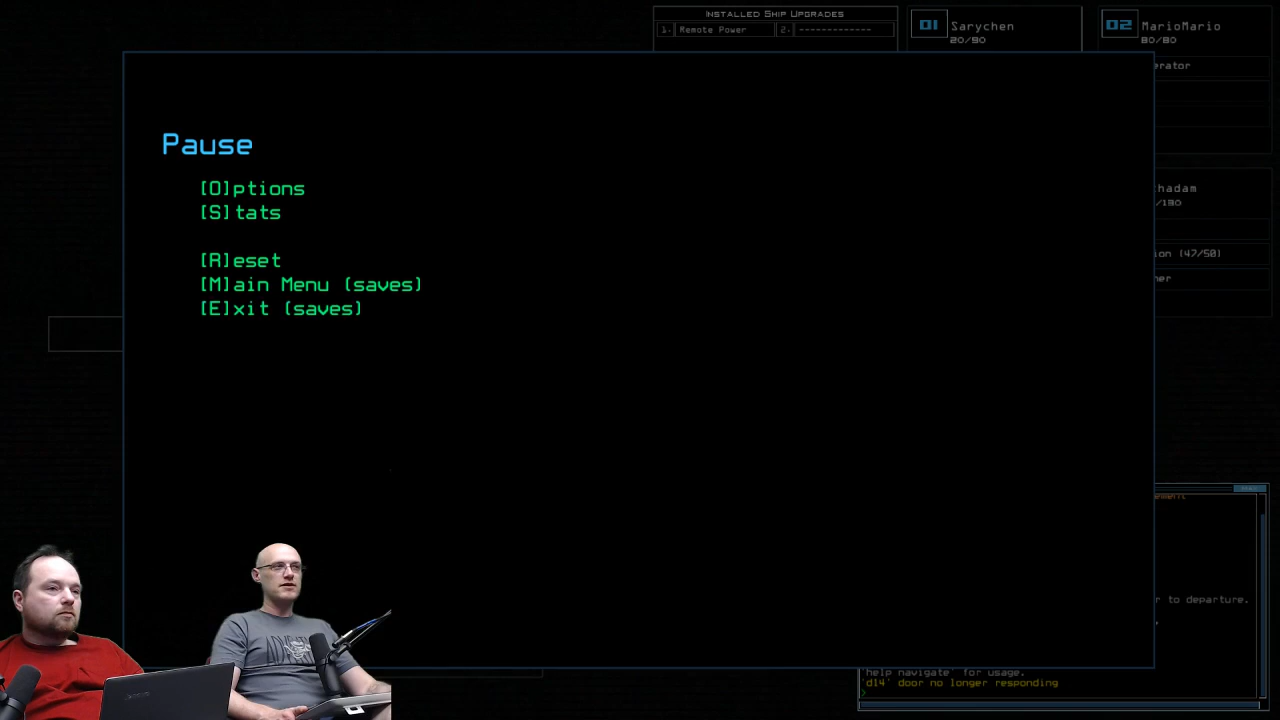 Installed Ship Upgrades
1. Remote Power 2. -------------
01 Sarychen
20/90
02 MarioMario
80/80
erator
Pause
[O]ptions
[S]tats
[R]eset
[M]ain Menu (saves)
[E]xit (saves)
hadam
/130
ion (47/50)
ner
r to departure.
'help navigate' for usage.
'd14' door no longer responding
>